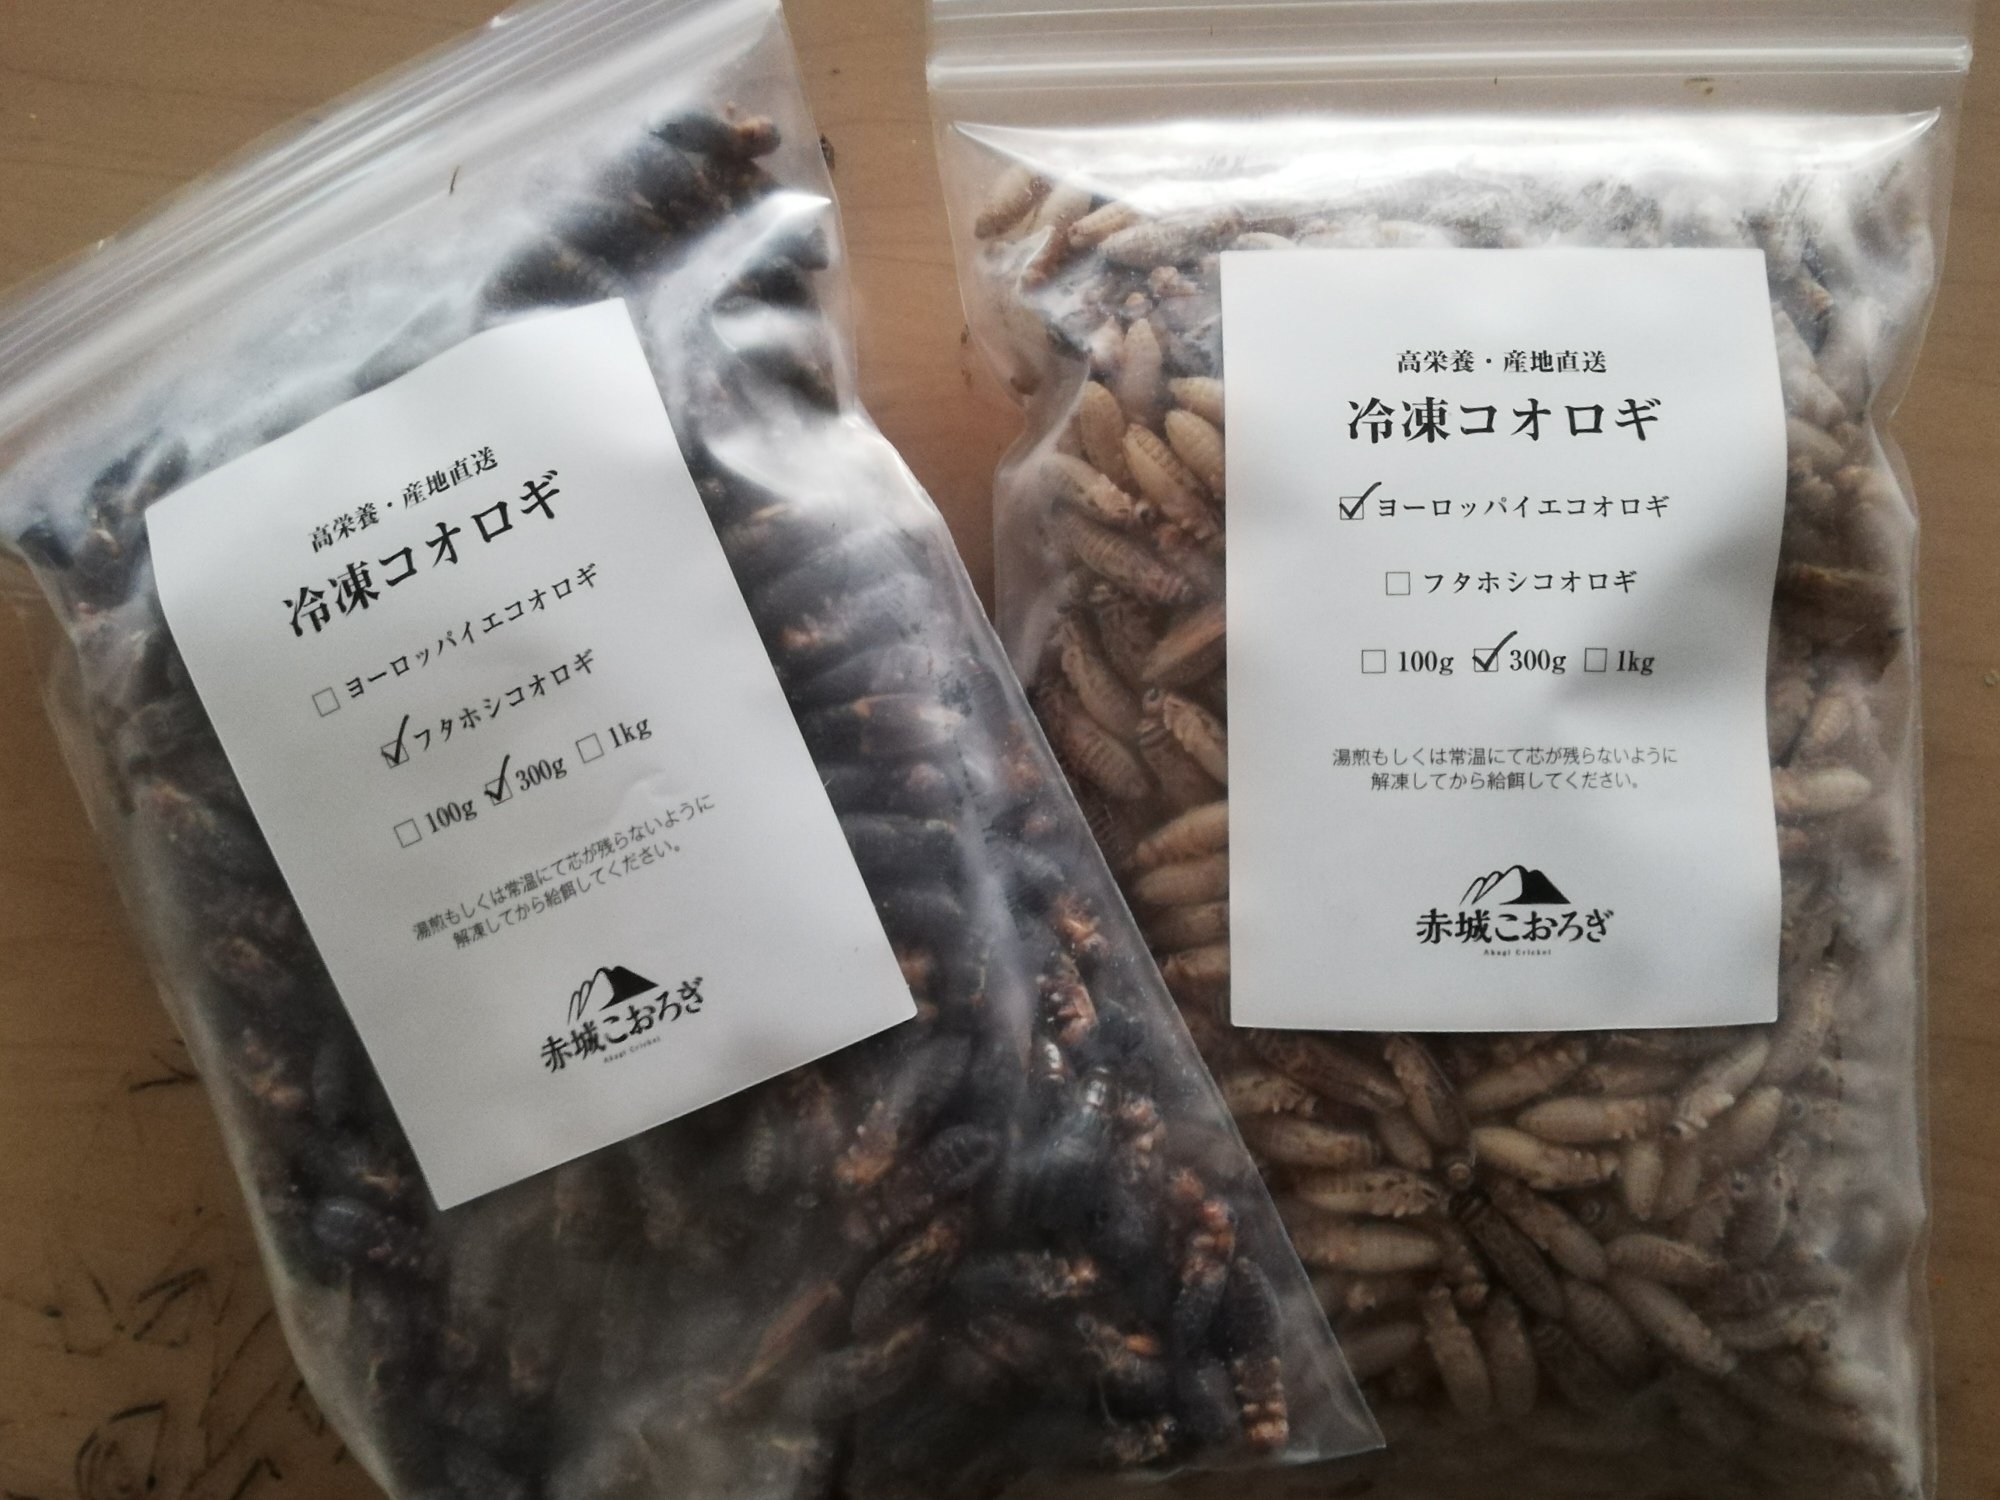 高栄養・産地直送
冷凍コオロギ
☐ ヨーロッパイエコオロギ
☑ フタホシコオロギ
☐ 100g ☑ 300g ☐ 1kg
湯煎もしくは常温にて芯が残らないように
解凍してから給餌してください。
赤城こおろぎ
Akagi Cricket
高栄養・産地直送
冷凍コオロギ
☑ ヨーロッパイエコオロギ
☐ フタホシコオロギ
☐ 100g ☑ 300g ☐ 1kg
湯煎もしくは常温にて芯が残らないように
解凍してから給餌してください。
赤城こおろぎ
Akagi Cricket